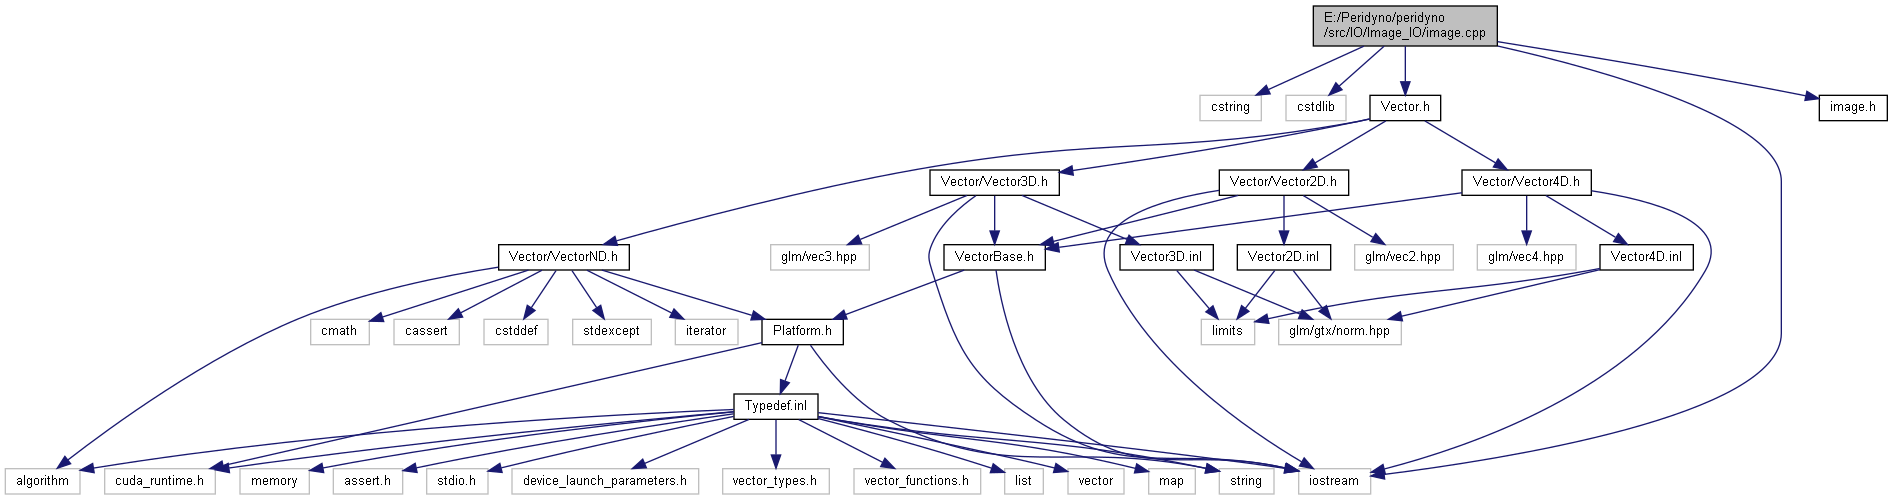 E:/Peridyno/peridyno
/src/IO/Image_IO/image.cpp
cstring
cstdlib
Vector.h
image.h
Vector/Vector3D.h
Vector/Vector2D.h
Vector/Vector4D.h
Vector/VectorND.h
glm/vec3.hpp
VectorBase.h
Vector3D.inl
Vector2D.inl
glm/vec2.hpp
glm/vec4.hpp
Vector4D.inl
cmath
cassert
cstddef
stdexcept
iterator
Platform.h
limits
glm/gtx/norm.hpp
Typedef.inl
algorithm
cuda_runtime.h
memory
assert.h
stdio.h
device_launch_parameters.h
vector_types.h
vector_functions.h
list
vector
map
string
iostream